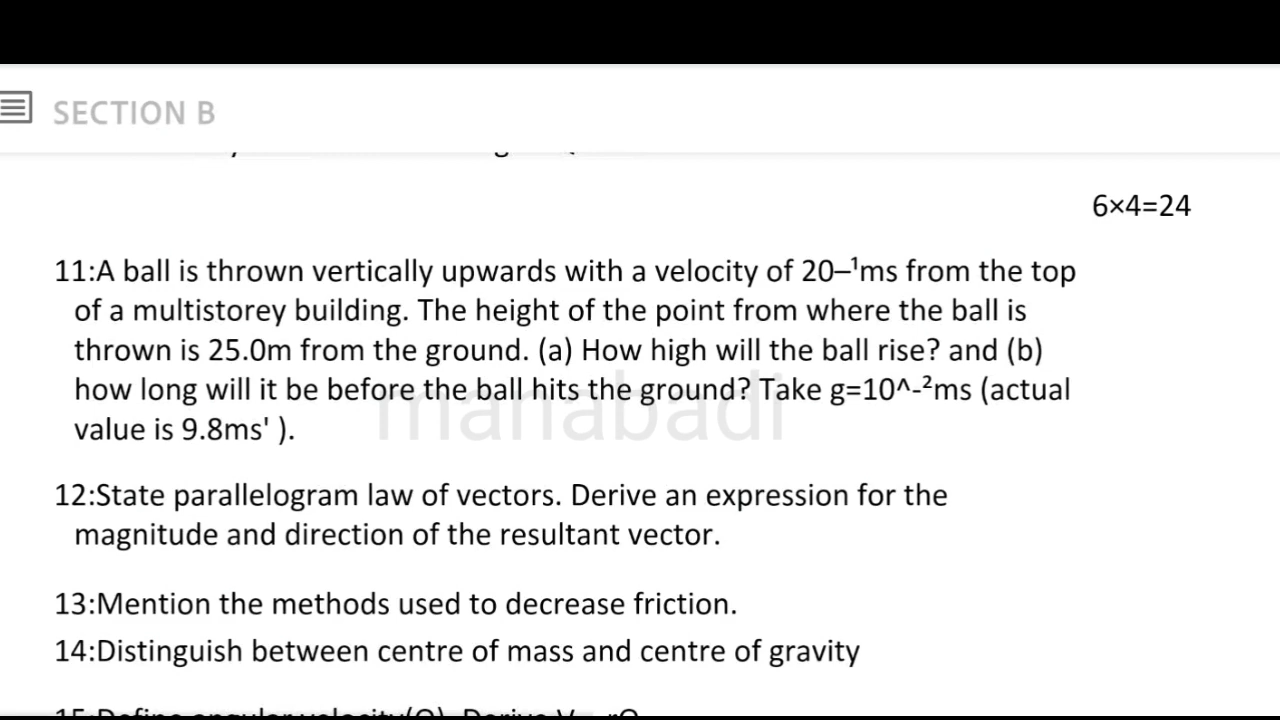 SECTION B
6×4=24
11:A ball is thrown vertically upwards with a velocity of 20–¹ms from the top
of a multistorey building. The height of the point from where the ball is
thrown is 25.0m from the ground. (a) How high will the ball rise? and (b)
how long will it be before the ball hits the ground? Take g=10^-²ms (actual
value is 9.8ms' ).
manabadi
12:State parallelogram law of vectors. Derive an expression for the
magnitude and direction of the resultant vector.
13:Mention the methods used to decrease friction.
14:Distinguish between centre of mass and centre of gravity
15:Define angular velocity(